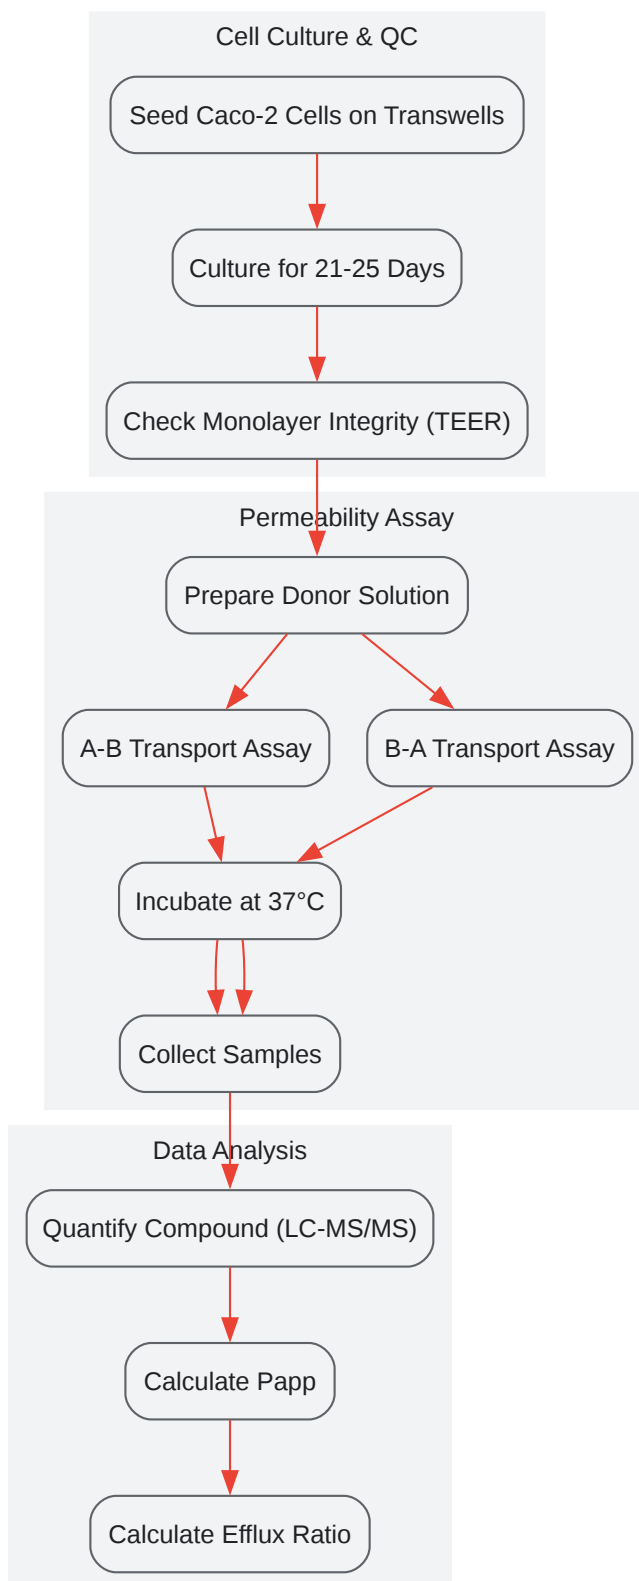 Cell Culture & QC
Seed Caco-2 Cells on Transwells
Culture for 21-25 Days
Check Monolayer Integrity (TEER)
Permeability Assay
Prepare Donor Solution
A-B Transport Assay
B-A Transport Assay
Incubate at 37°C
Collect Samples
Data Analysis
Quantify Compound (LC-MS/MS)
Calculate Papp
Calculate Efflux Ratio